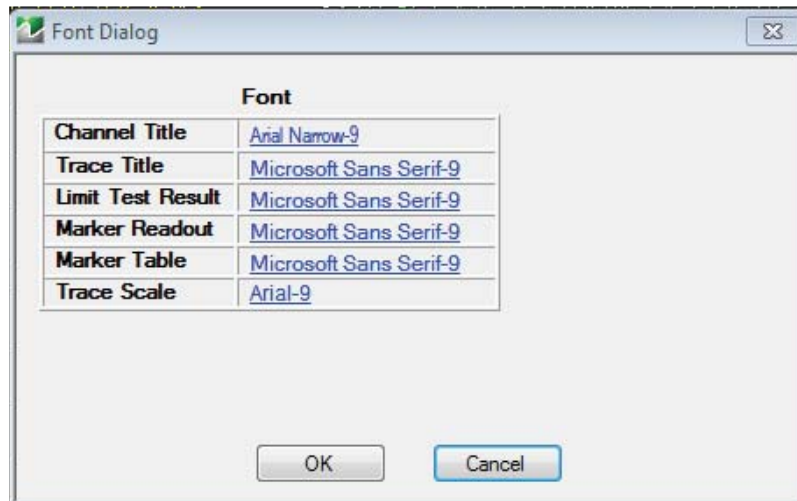 Font Dialog
Font
Channel Title Arial Narrow-9
Trace Title Microsoft Sans Serif-9
Limit Test Result Microsoft Sans Serif-9
Marker Readout Microsoft Sans Serif-9
Marker Table Microsoft Sans Serif-9
Trace Scale Arial-9
OK Cancel